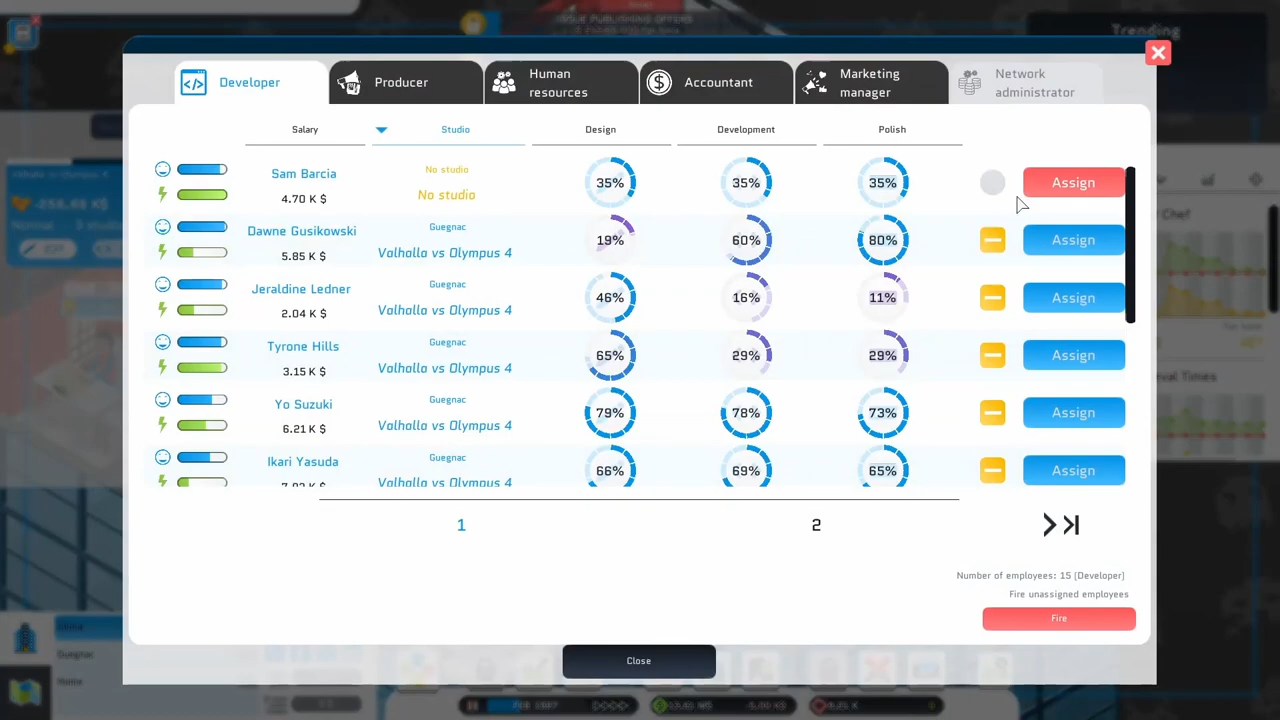 Trending
Developer
Producer
Human
resources
Accountant
Marketing
manager
Network
administrator
Salary
Studio
Design
Development
Polish
Sam Barcia
4.70 K $
No studio
No studio
35%
35%
35%
Assign
Dawne Gusikowski
5.85 K $
Guegnac
Valhalla vs Olympus 4
19%
60%
80%
Assign
Jeraldine Ledner
2.04 K $
Guegnac
Valhalla vs Olympus 4
46%
16%
11%
Assign
Tyrone Hills
3.15 K $
Guegnac
Valhalla vs Olympus 4
65%
29%
29%
Assign
Yo Suzuki
6.21 K $
Guegnac
Valhalla vs Olympus 4
79%
78%
73%
Assign
Ikari Yasuda
Guegnac
Valhalla vs Olympus 4
66%
69%
65%
Assign
1
2
Number of employees: 15 [Developer]
Fire unassigned employees
Fire
Close
Guegnac